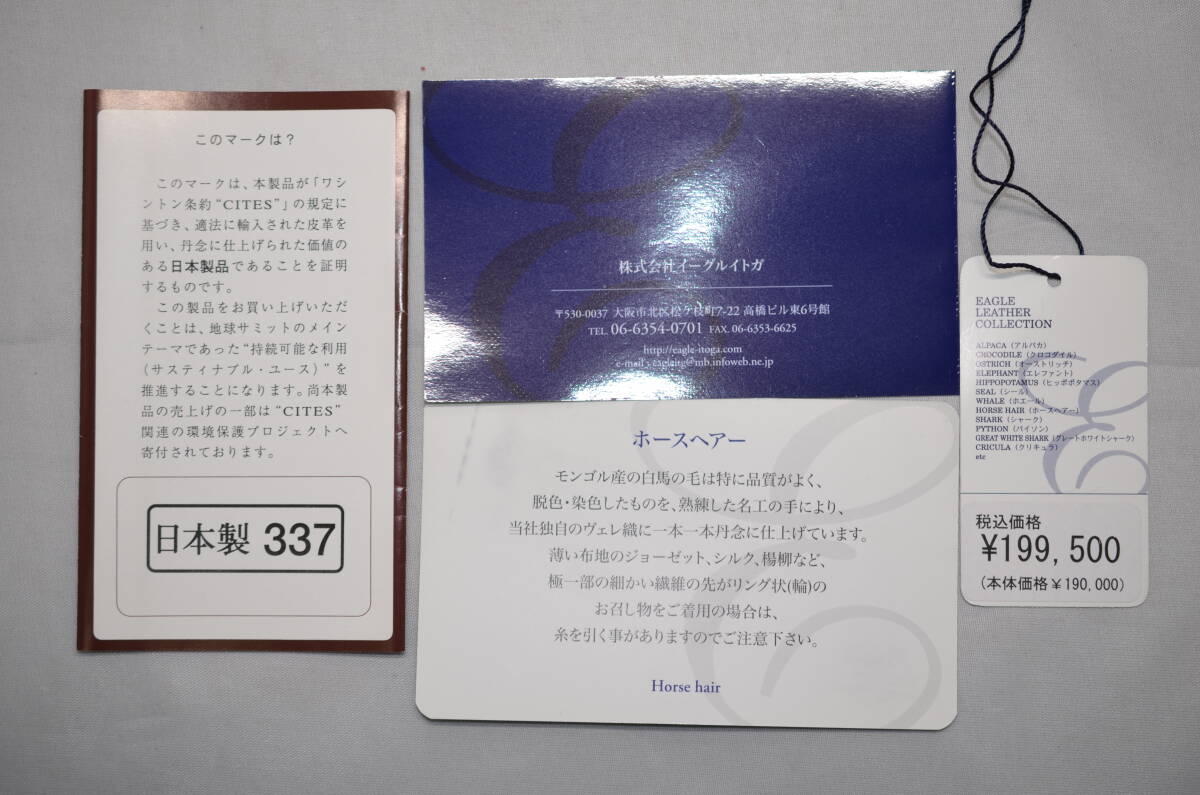 このマークは？
このマークは、本製品が「ワシ
ントン条約“CITES”」の規定に
基づき、適法に輸入された皮革を
用い、丹念に仕上げられた価値の
ある日本製品であることを証明
するものです。
この製品をお買い上げいただ
くことは、地球サミットのメイン
テーマであった“持続可能な利用
（サスティナブル・ユース）”を
推進することになります。尚本製
品の売上げの一部は“CITES”
関連の環境保護プロジェクトへ
寄付されております。
日本製 337
株式会社イーグルイトガ
〒530-0037 大阪市北区松ケ枝町7-22 高橋ビル東6号館
TEL. 06-6354-0701 FAX. 06-6353-6625
http://eagle-itoga.com
e-mail : eagleitg@mb.infoweb.ne.jp
ホースヘアー
モンゴル産の白馬の毛は特に品質がよく、
脱色・染色したものを、熟練した名工の手により、
当社独自のヴェレ織に一本一本丹念に仕上げています。
薄い布地のジョーゼット、シルク、楊柳など、
極一部の細かい繊維の先がリング状(輪)の
お召し物をご着用の場合は、
糸を引く事がありますのでご注意下さい。
Horse hair
EAGLE
LEATHER
COLLECTION
ALPACA（アルパカ）
CROCODILE（クロコダイル）
OSTRICH（オーストリッチ）
ELEPHANT（エレファント）
HIPPOPOTAMUS（ヒッポポタマス）
SEAL（シール）
WHALE（ホエール）
HORSE HAIR（ホースヘアー）
SHARK（シャーク）
PYTHON（パイソン）
GREAT WHITE SHARK（グレートホワイトシャーク）
CRICULA（クリキュラ）
etc
税込価格
¥199,500
(本体価格¥190,000)